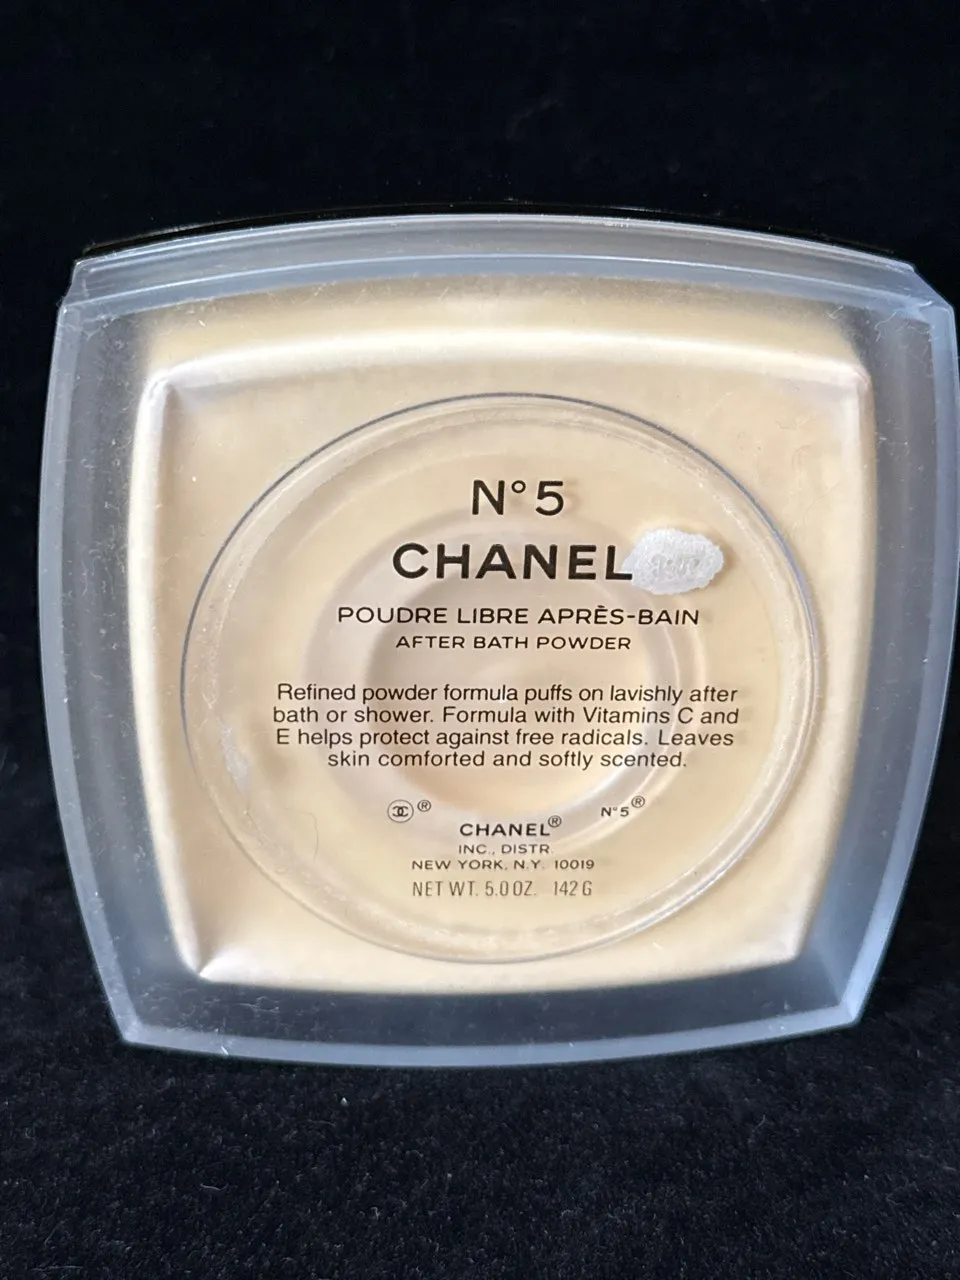 N° 5
CHANEL
POUDRE LIBRE APRÈS-BAIN
AFTER BATH POWDER
Refined powder formula puffs on lavishly after
bath or shower. Formula with Vitamins C and
E helps protect against free radicals. Leaves
skin comforted and softly scented.
® N°5®
CHANEL®
INC., DISTR.
NEW YORK, N.Y. 10019
NET WT. 5.0 OZ. 142 G